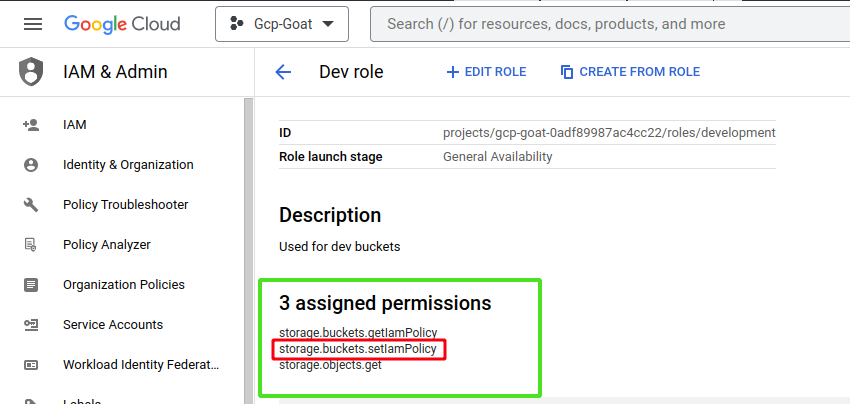 Google Cloud
Gcp-Goat
Search (/) for resources, docs, products, and more
IAM & Admin
Dev role
EDIT ROLE
CREATE FROM ROLE
IAM
Identity & Organization
Policy Troubleshooter
Policy Analyzer
Organization Policies
Service Accounts
Workload Identity Federat...
Labels
ID
projects/gcp-goat-0adf89987ac4cc22/roles/development
Role launch stage
General Availability
Description
Used for dev buckets
3 assigned permissions
storage.buckets.getIamPolicy
storage.buckets.setIamPolicy
storage.objects.get